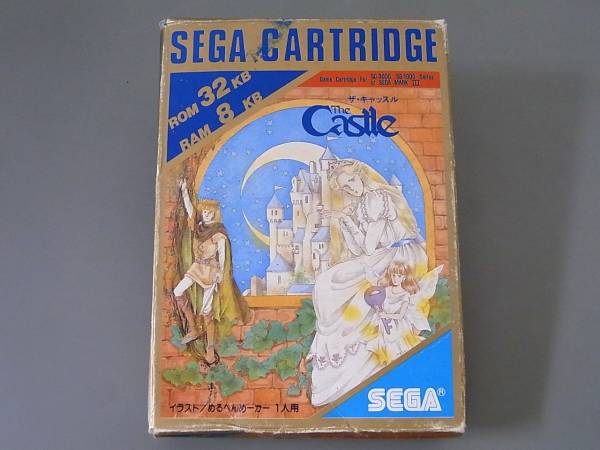 SEGA CARTRIDGE
ROM 32 KB
RAM 8 KB
Game Cartridge For SC-3000, SG-1000 Series
or SEGA MARK III
ザ・キャッスル
The
Castle
イラスト/めるへんめーかー 1人用
SEGA®